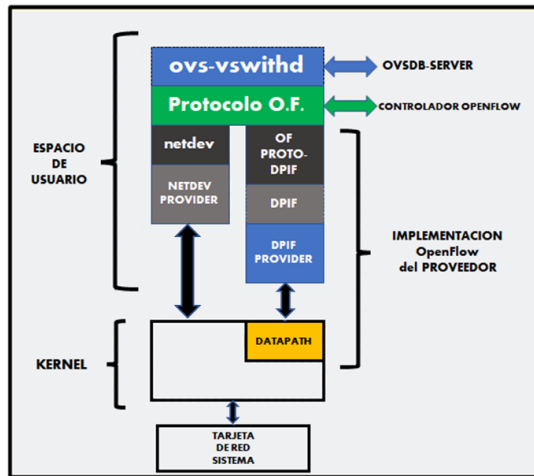 ovs-vswithd
OVSDB-SERVER
Protocolo O.F.
CONTROLADOR OPENFLOW
netdev
OF
PROTO-
DPIF
NETDEV
PROVIDER
DPIF
DPIF
PROVIDER
ESPACIO
DE
USUARIO
IMPLEMENTACION
OpenFlow
del PROVEEDOR
DATAPATH
KERNEL
TARJETA
DE RED
SISTEMA